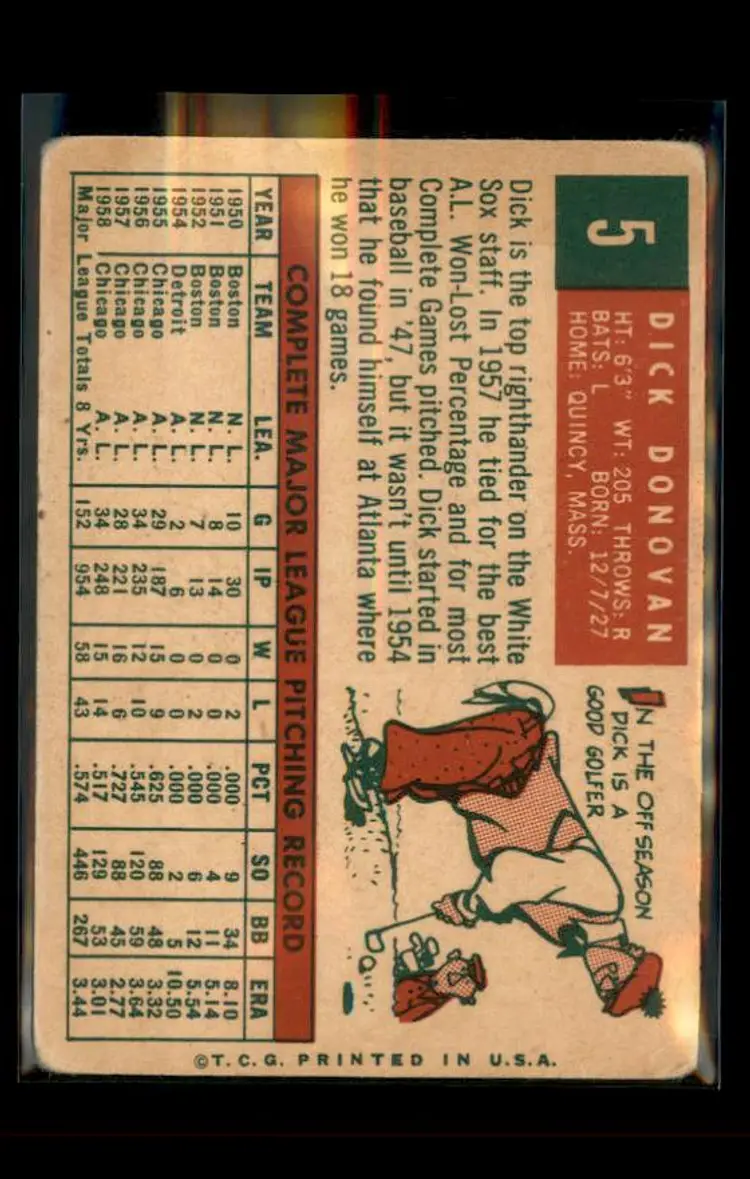 5
DICK DONOVAN
HT: 6'3" WT: 205 THROWS: R
BATS: L BORN: 12/7/27
HOME: QUINCY, MASS.
Dick is the top righthander on the White
Sox staff. In 1957 he tied for the best
A.L. Won-Lost Percentage and for most
Complete Games pitched. Dick started in
baseball in '47, but it wasn't until 1954
that he found himself at Atlanta where
he won 18 games.
IN THE OFF SEASON
DICK IS A
GOOD GOLFER
COMPLETE MAJOR LEAGUE PITCHING RECORD
YEAR TEAM LEA. G IP W L PCT SO BB ERA
1950 Boston N. L. 10 30 0 2 .000 9 34 8.10
1951 Boston N. L. 8 14 0 0 .000 4 11 5.14
1952 Boston N. L. 7 13 0 2 .000 6 12 5.54
1954 Detroit A. L. 2 6 0 0 .000 2 5 10.50
1955 Chicago A. L. 29 187 15 9 .625 88 48 3.32
1956 Chicago A. L. 34 235 12 10 .545 120 59 3.64
1957 Chicago A. L. 28 221 16 6 .727 88 45 2.77
1958 Chicago A. L. 34 248 15 14 .517 129 53 3.01
Major League Totals 8 Yrs. 152 954 58 43 .574 446 267 3.44
©T.C.G. PRINTED IN U.S.A.